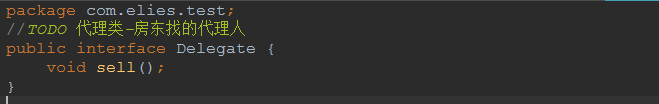 package com.elies.test;
//TODO 代理类-房东找的代理人
public interface Delegate {
    void sell();
}